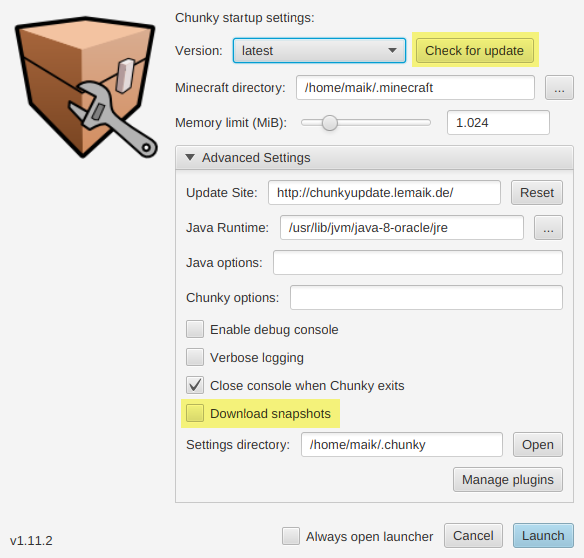 Chunky startup settings:
Version: latest Check for update
Minecraft directory: /home/maik/.minecraft ...
Memory limit (MiB): 1.024
Advanced Settings
Update Site: http://chunkyupdate.lemaik.de/ Reset
Java Runtime: /usr/lib/jvm/java-8-oracle/jre ...
Java options:
Chunky options:
Enable debug console
Verbose logging
Close console when Chunky exits
Download snapshots
Settings directory: /home/maik/.chunky Open
Manage plugins
v1.11.2 Always open launcher Cancel Launch